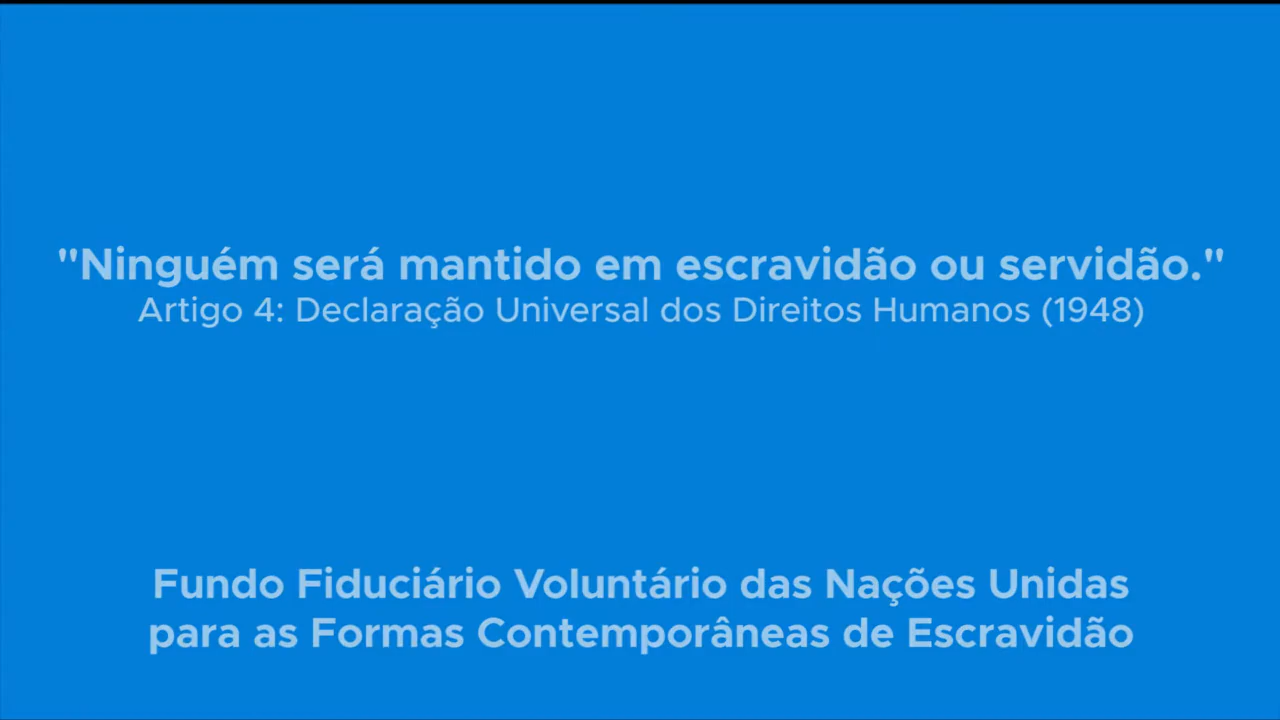 "Ninguém será mantido em escravidão ou servidão."
Artigo 4: Declaração Universal dos Direitos Humanos (1948)
Fundo Fiduciário Voluntário das Nações Unidas
para as Formas Contemporâneas de Escravidão